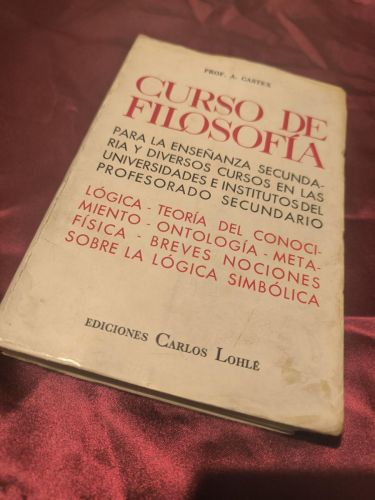 PROF. A. CARTEX
CURSO DE
FILOSOFÍA
PARA LA ENSEÑANZA SECUNDA-
RIA Y DIVERSOS CURSOS EN LAS
UNIVERSIDADES E INSTITUTOS DEL
PROFESORADO SECUNDARIO
LÓGICA - TEORÍA DEL CONOCI-
MIENTO - ONTOLOGÍA - META-
FÍSICA - BREVES NOCIONES
SOBRE LA LÓGICA SIMBÓLICA
EDICIONES CARLOS LOHLÉ